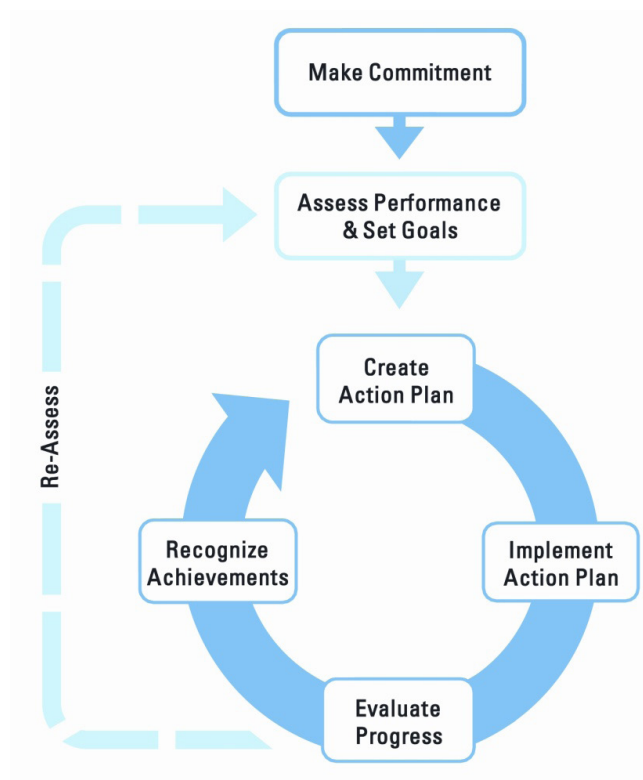 Make Commitment
Assess Performance
& Set Goals
Create
Action Plan
Re-Assess
Recognize
Achievements
Implement
Action Plan
Evaluate
Progress